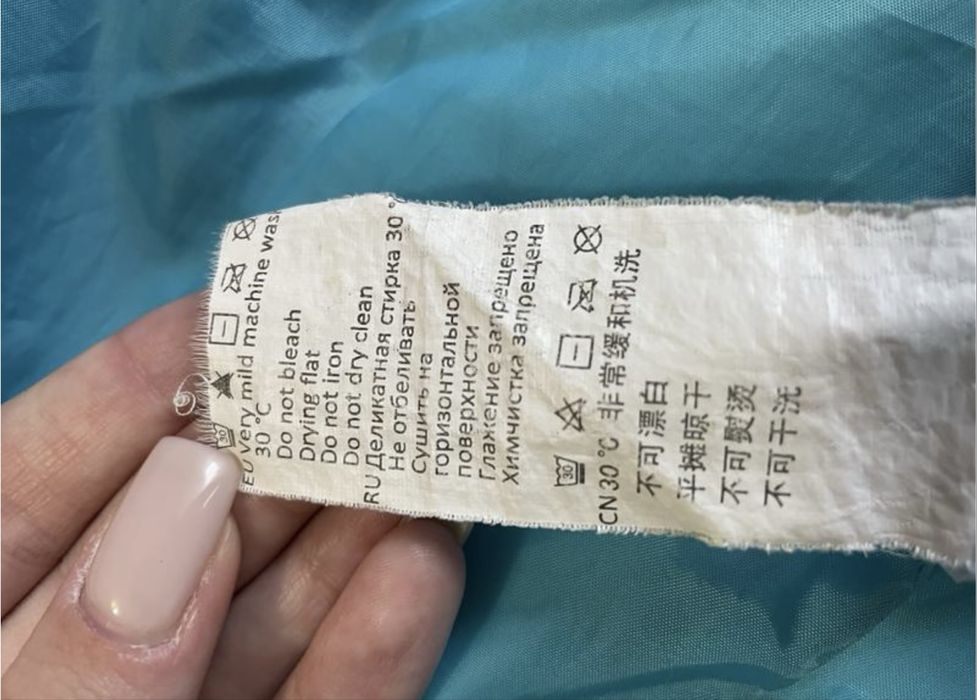 30
EU very mild machine
30 °C
Do not bleach
Drying flat
Do not iron
Do not dry clean
RU Деликатная стирка 30 °
Не отбеливать
Сушить на
горизонтальной
поверхности
Глажение запрещено
Химчистка запрещена
30
CN 30 °C 非常缓和机洗
不可漂白
平摊晾干
不可熨烫
不可干洗